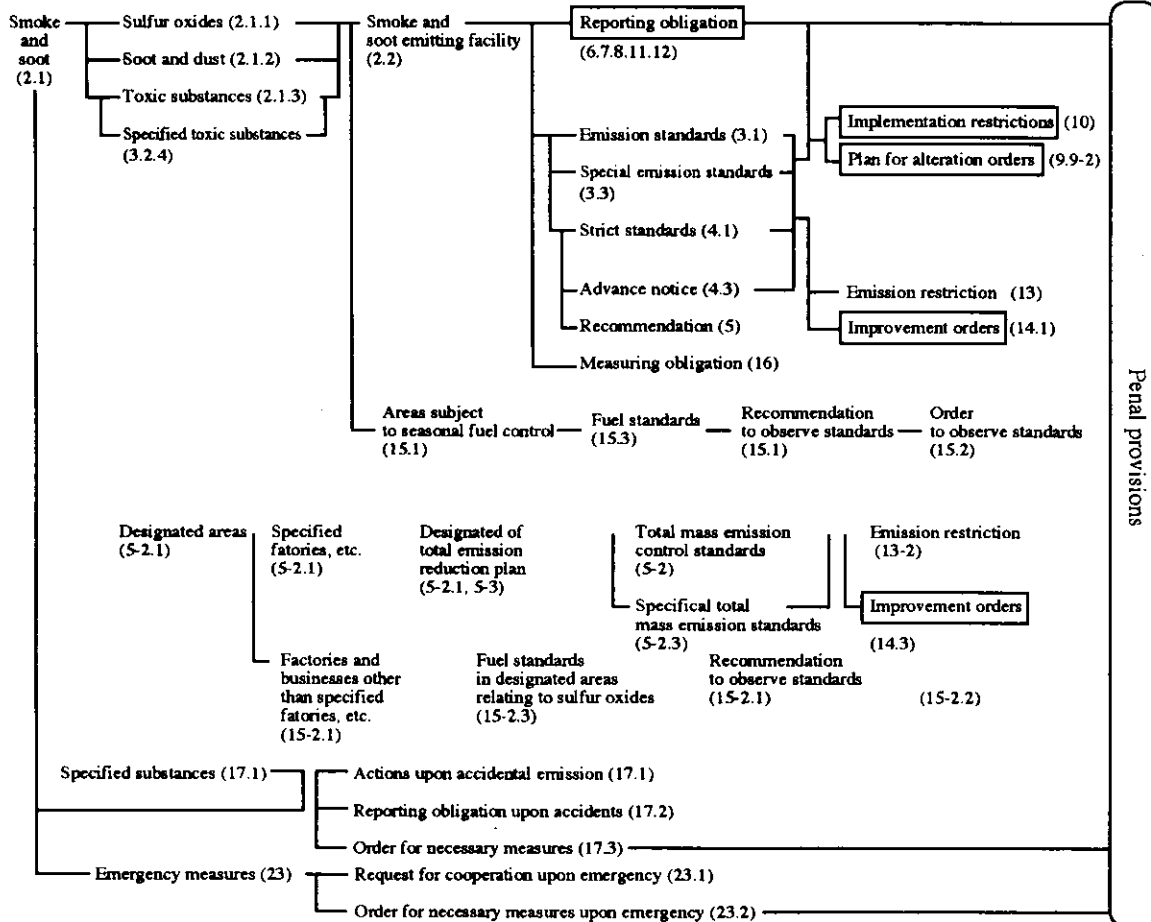 Smoke
and
soot
(2.1)
Sulfur oxides (2.1.1)
Soot and dust (2.1.2)
Toxic substances (2.1.3)
Specified toxic substances
(3.2.4)
Smoke and
soot emitting facility
(2.2)
Reporting obligation
(6.7.8.11.12)
Implementation restrictions (10)
Plan for alteration orders (9.9-2)
Emission standards (3.1)
Special emission standards
(3.3)
Strict standards (4.1)
Advance notice (4.3)
Recommendation (5)
Measuring obligation (16)
Emission restriction (13)
Improvement orders (14.1)
Areas subject
to seasonal fuel control
(15.1)
Fuel standards
(15.3)
Recommendation
to observe standards
(15.1)
Order
to observe standards
(15.2)
Penal provisions
Designated areas
(5-2.1)
Specified
fatories, etc.
(5-2.1)
Designated of
total emission
reduction plan
(5-2.1, 5-3)
Total mass emission
control standards
(5-2)
Specifical total
mass emission standards
(5-2.3)
Emission restriction
(13-2)
Improvement orders
(14.3)
Factories and
businesses other
than specified
fatories, etc.
(15-2.1)
Fuel standards
in designated areas
relating to sulfur oxides
(15-2.3)
Recommendation
to observe standards
(15-2.1)
(15-2.2)
Specified substances (17.1)
Actions upon accidental emission (17.1)
Reporting obligation upon accidents (17.2)
Order for necessary measures (17.3)
Emergency measures (23)
Request for cooperation upon emergency (23.1)
Order for necessary measures upon emergency (23.2)